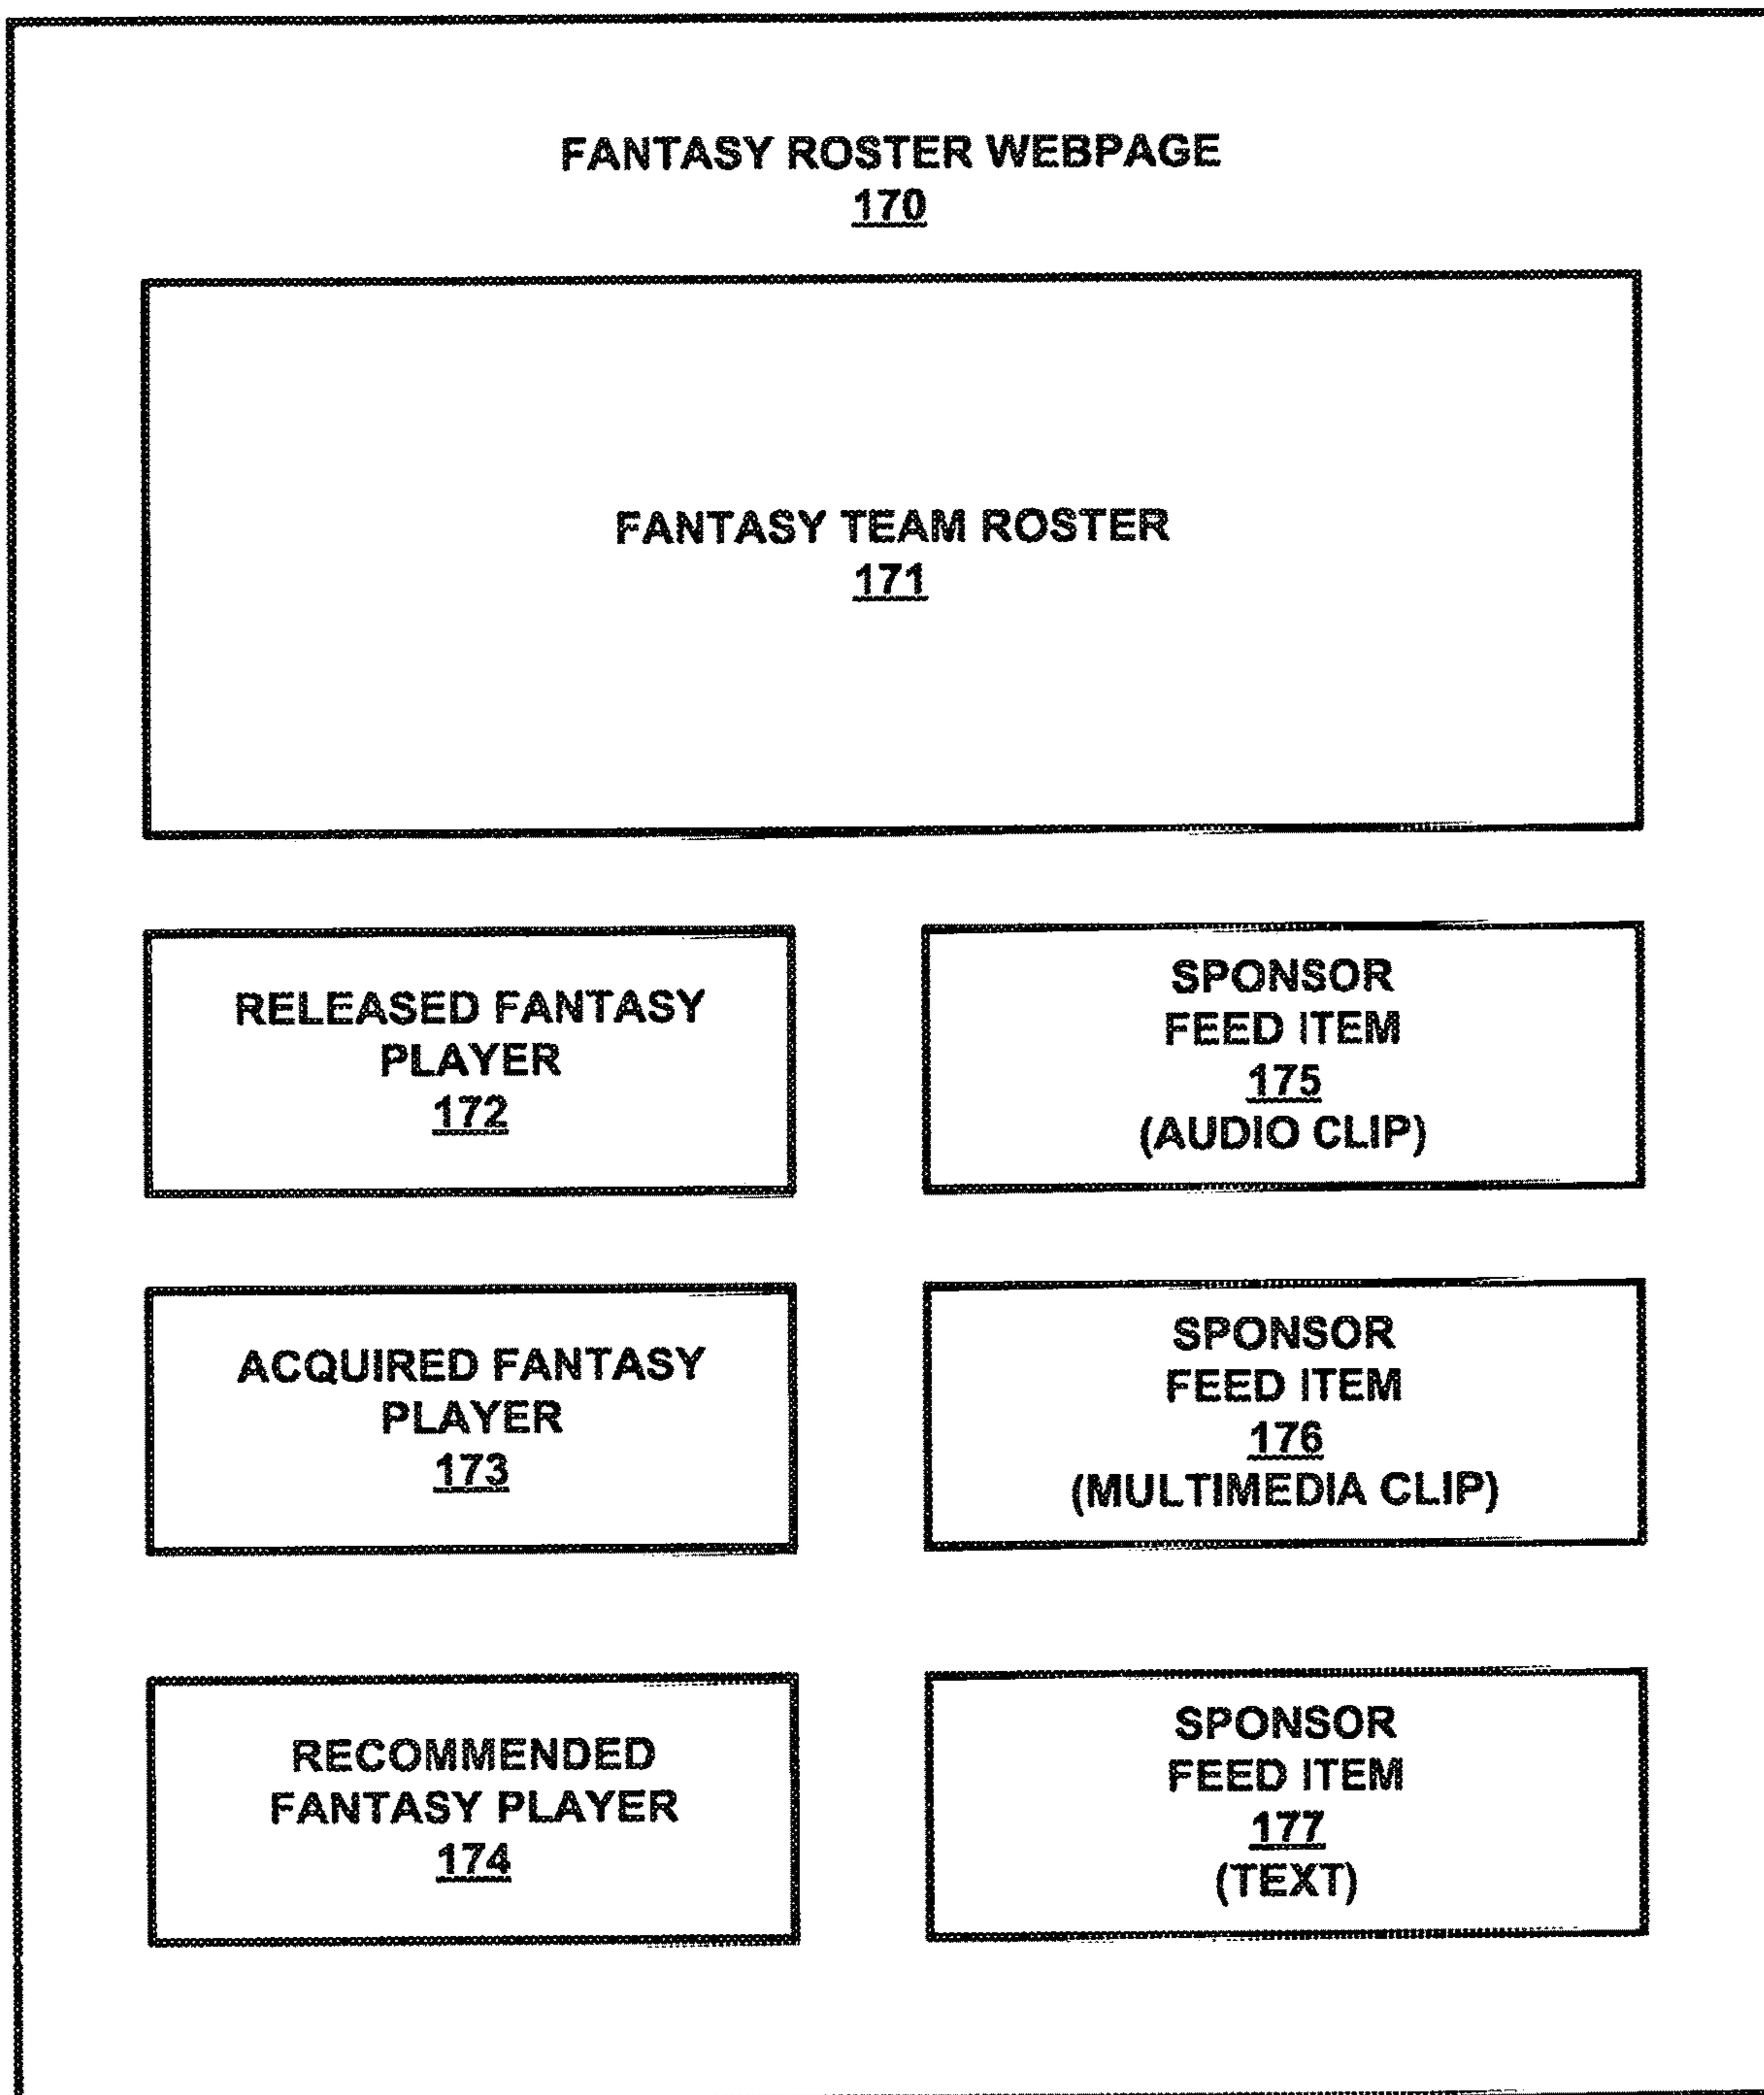 FANTASY ROSTER WEBPAGE
170
FANTASY TEAM ROSTER
171
RELEASED FANTASY
PLAYER
172
SPONSOR
FEED ITEM
175
(AUDIO CLIP)
ACQUIRED FANTASY
PLAYER
173
SPONSOR
FEED ITEM
176
(MULTIMEDIA CLIP)
RECOMMENDED
FANTASY PLAYER
174
SPONSOR
FEED ITEM
177
(TEXT)